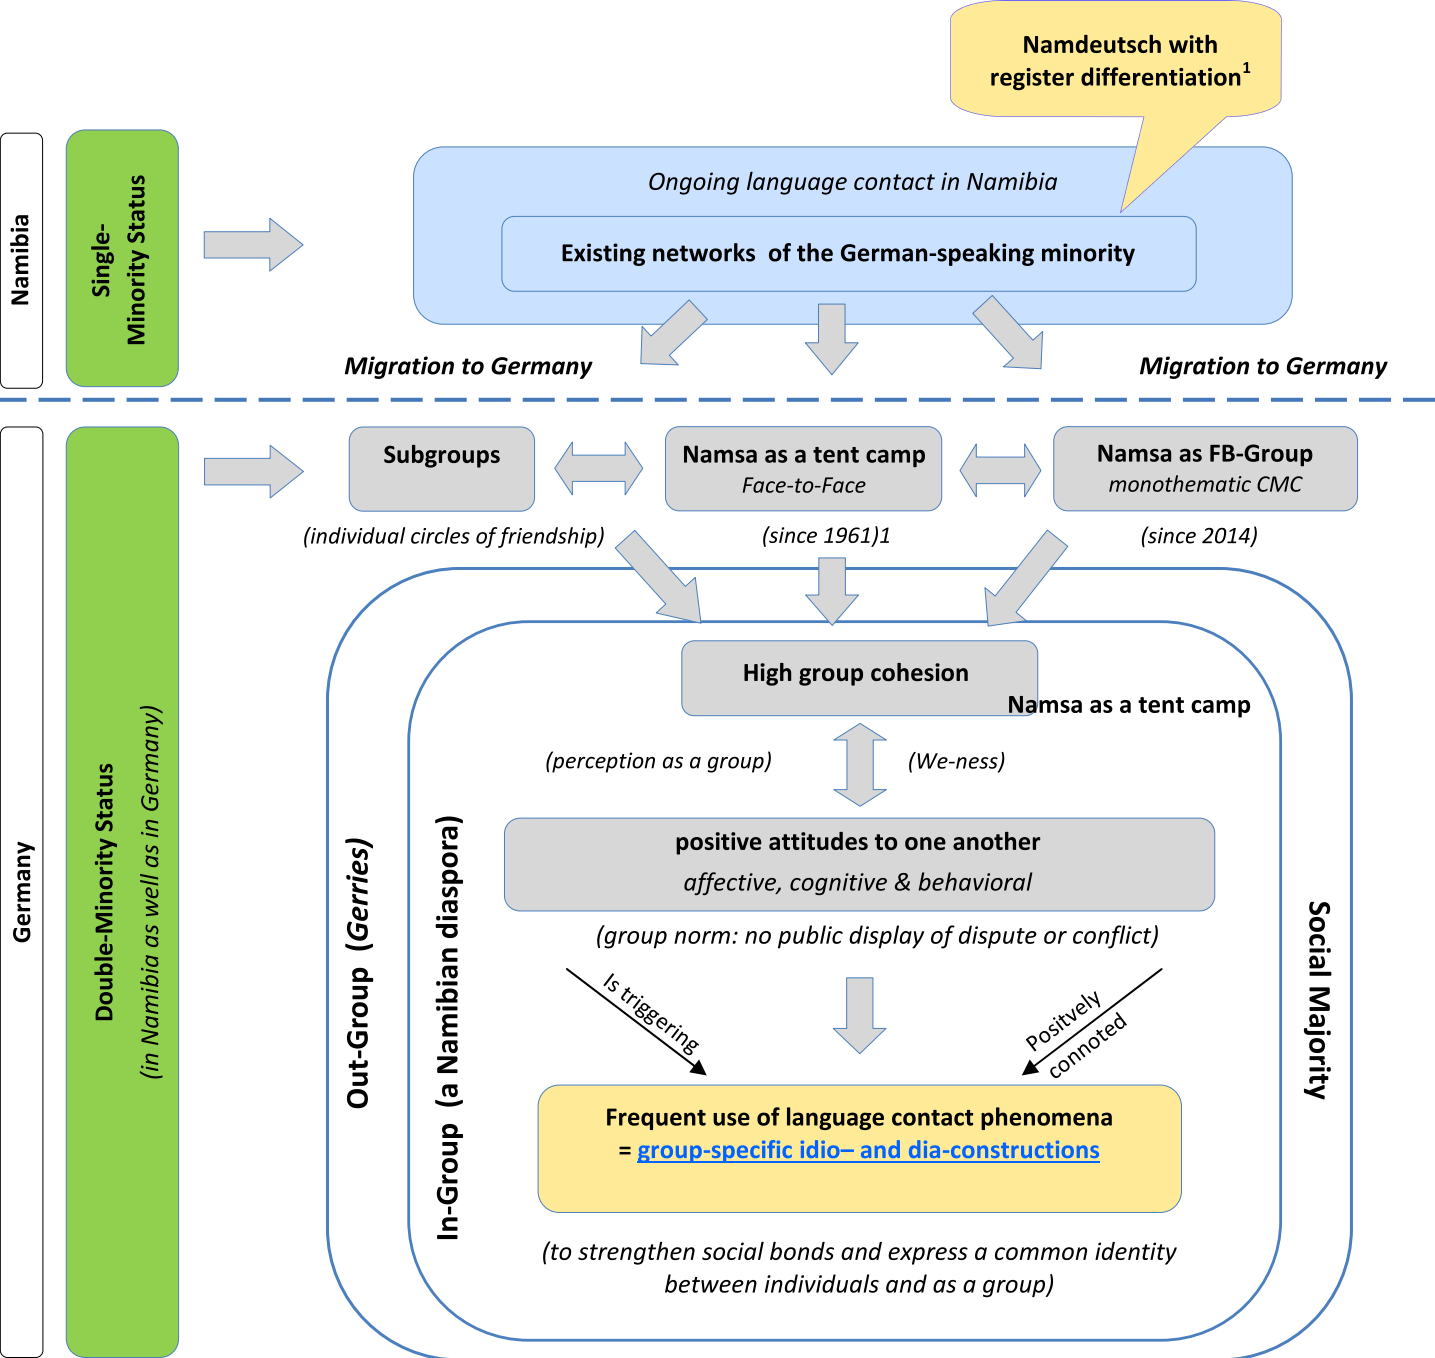 Namdeutsch with
register differentiation1
Namibia
Single-
Minority Status
Ongoing language contact in Namibia
Existing networks of the German-speaking minority
Migration to Germany
Migration to Germany
Germany
Double-Minority Status
(in Namibia as well as in Germany)
Subgroups
(individual circles of friendship)
Namsa as a tent camp
Face-to-Face
(since 1961)1
Namsa as FB-Group
monothematic CMC
(since 2014)
Out-Group (Gerries)
In-Group (a Namibian diaspora)
Social Majority
High group cohesion
Namsa as a tent camp
(perception as a group)
(We-ness)
positive attitudes to one another
affective, cognitive & behavioral
(group norm: no public display of dispute or conflict)
Is triggering
Positvely
connoted
Frequent use of language contact phenomena
= group-specific idio– and dia-constructions
(to strengthen social bonds and express a common identity
between individuals and as a group)